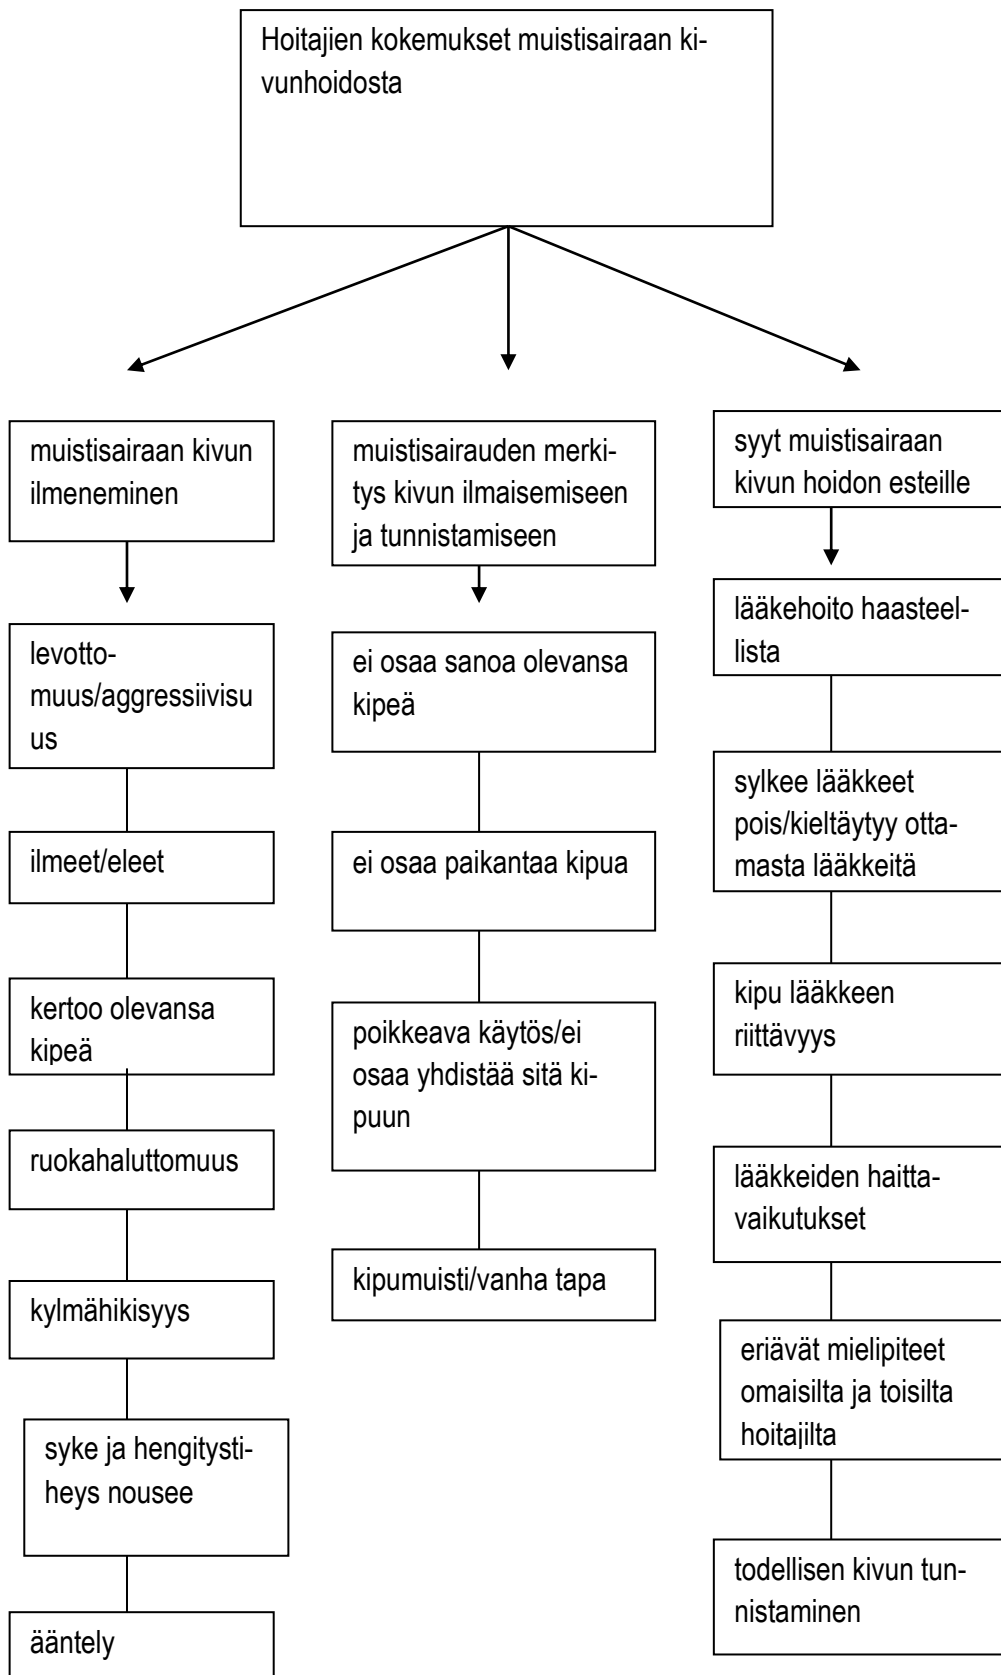 Hoitajien kokemukset muistisairaan ki-
vunhoidosta
muistisairaan kivun
ilmeneminen
levotto-
muus/aggressiivisu
us
ilmeet/eleet
kertoo olevansa
kipeä
ruokahaluttomuus
kylmähikisyys
syke ja hengitysti-
heys nousee
ääntely
muistisairauden merki-
tys kivun ilmaisemiseen
ja tunnistamiseen
ei osaa sanoa olevansa
kipeä
ei osaa paikantaa kipua
poikkeava käytös/ei
osaa yhdistää sitä ki-
puun
kipumuisti/vanha tapa
syyt muistisairaan
kivun hoidon esteille
lääkehoito haasteel-
lista
sylkee lääkkeet
pois/kieltäytyy otta-
masta lääkkeitä
kipu lääkkeen
riittävyys
lääkkeiden haitta-
vaikutukset
eriävät mielipiteet
omaisilta ja toisilta
hoitajilta
todellisen kivun tun-
nistaminen